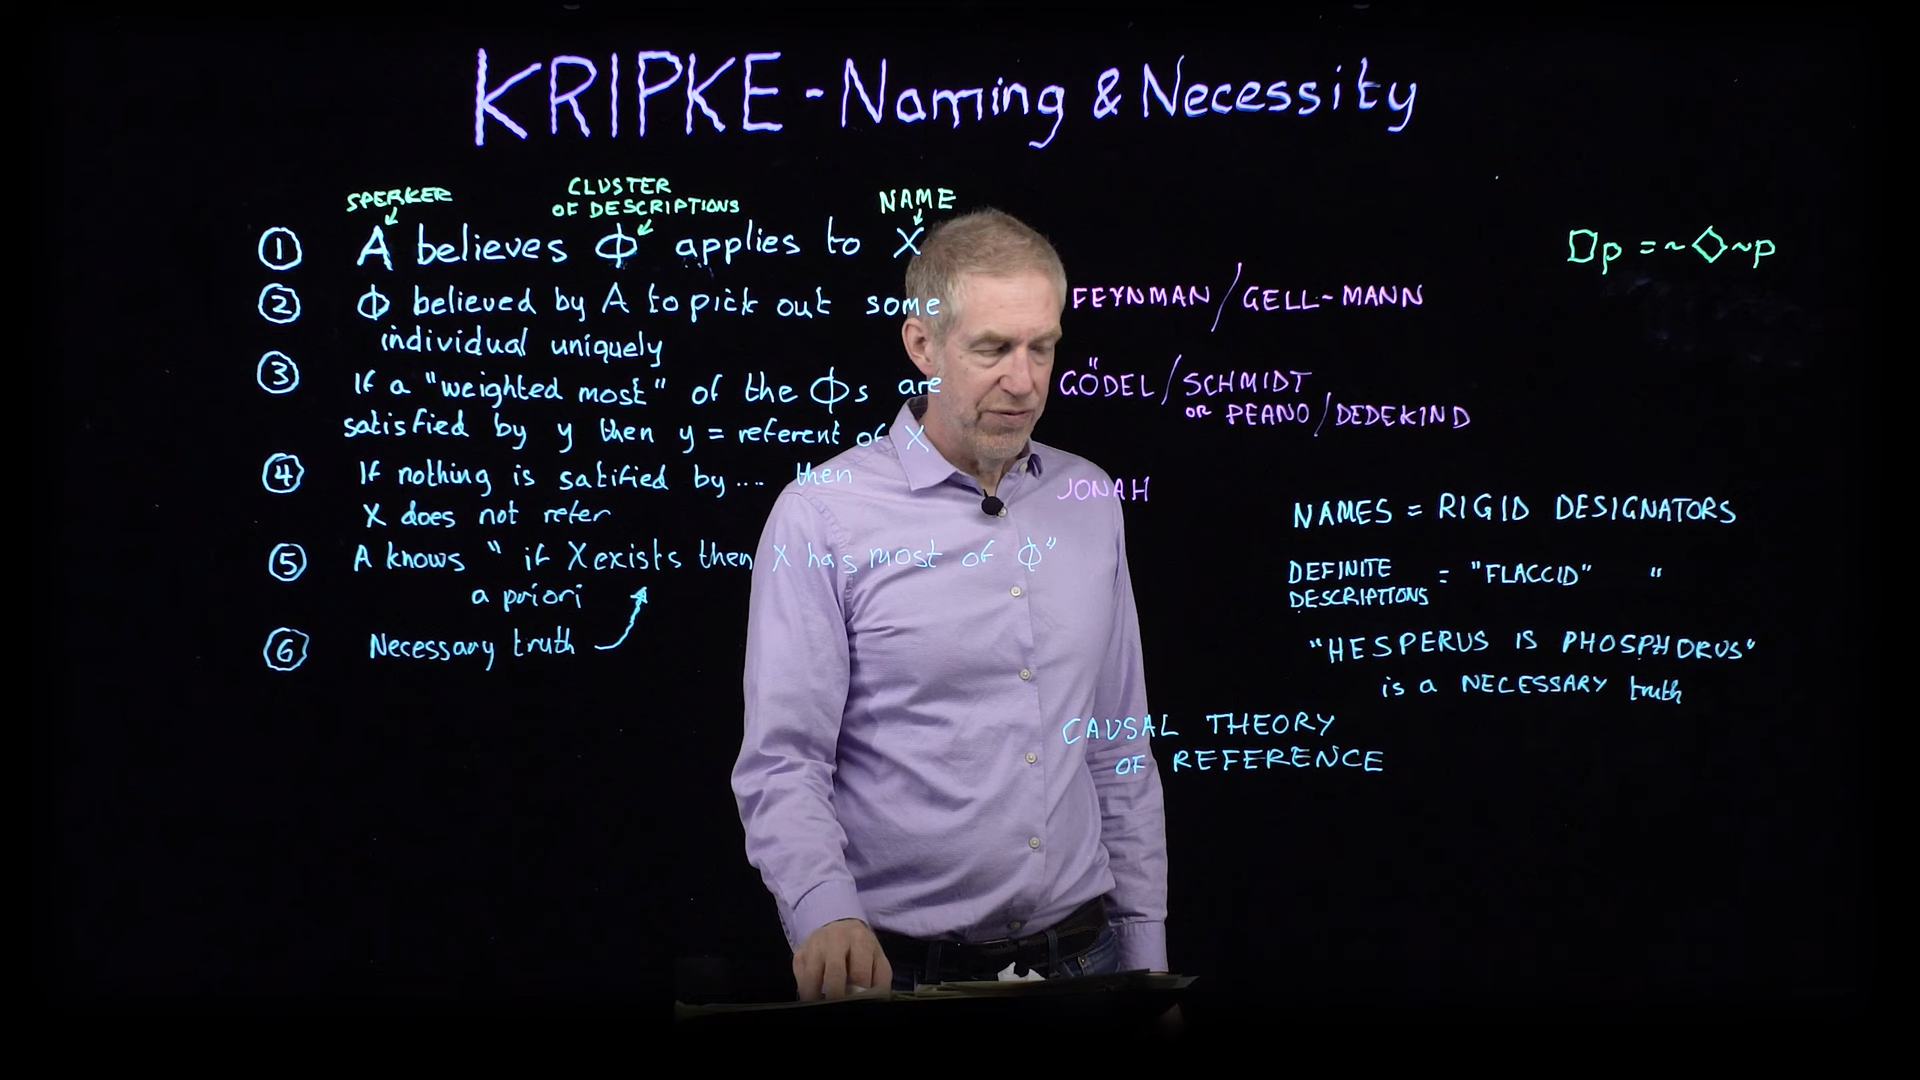 KRIPKE - Naming & Necessity
SPEAKER
CLUSTER
OF DESCRIPTIONS
NAME
① A believes Φ applies to X
② Φ believed by A to pick out some
individual uniquely
③ If a "weighted most" of the Φs are
satisfied by y then y = referent of X
④ If nothing is satified by ... then
X does not refer
⑤ A knows "if X exists then X has most of Φ"
a priori
⑥ Necessary truth
FEYNMAN / GELL-MANN
GÖDEL / SCHMIDT
OR PEANO / DEDEKIND
JONAH
CAUSAL THEORY
OF REFERENCE
□p = ~◇~p
NAMES = RIGID DESIGNATORS
DEFINITE
DESCRIPTIONS = "FLACCID" "
"HESPERUS IS PHOSPHORUS"
is a NECESSARY truth